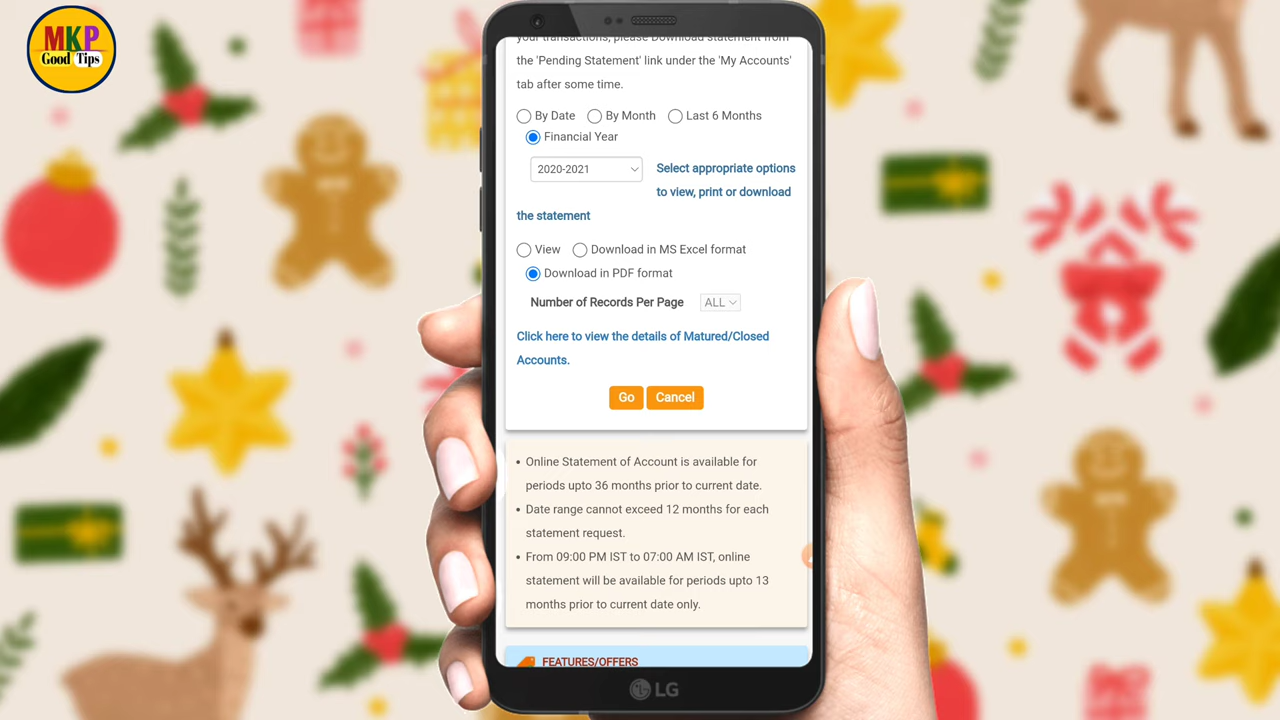 MKP
Good Tips
your transactions, please Download statement from
the 'Pending Statement' link under the 'My Accounts'
tab after some time.
By Date By Month Last 6 Months
Financial Year
2020-2021 Select appropriate options
to view, print or download
the statement
View Download in MS Excel format
Download in PDF format
Number of Records Per Page ALL
Click here to view the details of Matured/Closed
Accounts.
Go Cancel
• Online Statement of Account is available for
periods upto 36 months prior to current date.
• Date range cannot exceed 12 months for each
statement request.
• From 09:00 PM IST to 07:00 AM IST, online
statement will be available for periods upto 13
months prior to current date only.
FEATURES/OFFERS
LG